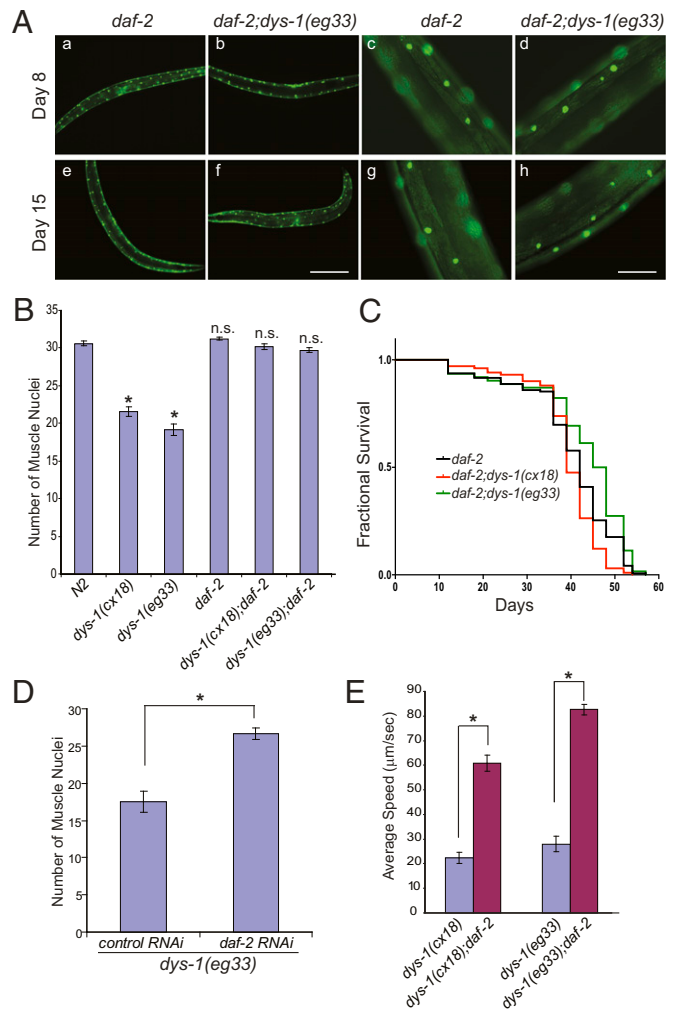 A
daf-2
daf-2;dys-1(eg33)
daf-2
daf-2;dys-1(eg33)
Day 8
a
b
c
d
Day 15
e
f
g
h
B
Number of Muscle Nuclei
35
30
25
20
15
10
5
0
*
*
n.s.
n.s.
n.s.
N2
dys-1(cx18)
dys-1(eg33)
daf-2
dys-1(cx18);daf-2
dys-1(eg33);daf-2
C
Fractional Survival
1.0
0.5
0.0
daf-2
daf-2;dys-1(cx18)
daf-2;dys-1(eg33)
0
10
20
30
40
50
60
Days
D
Number of Muscle Nuclei
30
25
20
15
10
5
0
*
control RNAi
daf-2 RNAi
dys-1(eg33)
E
Average Speed (μm/sec)
90
80
70
60
50
40
30
20
10
0
*
*
dys-1(cx18)
dys-1(cx18);daf-2
dys-1(eg33)
dys-1(eg33);daf-2